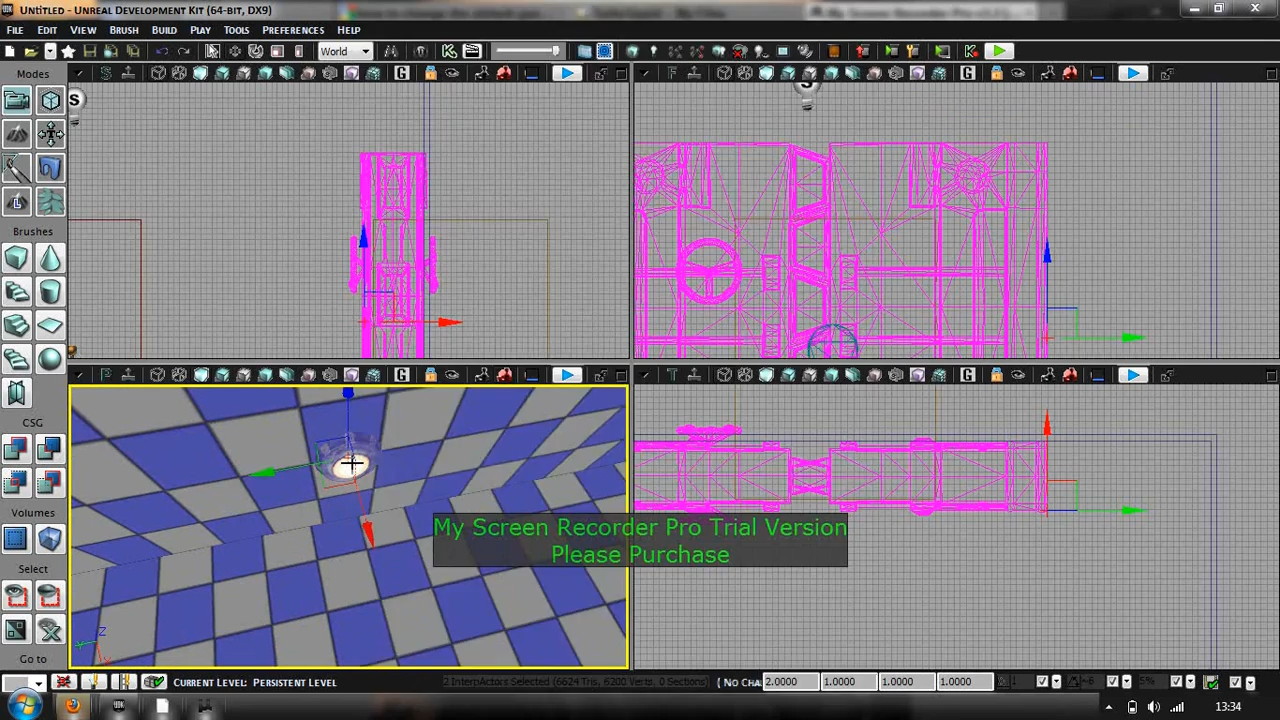 Untitled - Unreal Development Kit (64-bit, DX9)
FILE EDIT VIEW BRUSH BUILD PLAY TOOLS PREFERENCES HELP
World
Modes
Brushes
CSG
Volumes
Select
Go to
S
S
G
G
G
G
P
F
T
L
Z
My Screen Recorder Pro Trial Version
Please Purchase
CURRENT LEVEL: PERSISTENT LEVEL
2 InterpActors Selected (6624 Tris, 6200 Verts, 0 Sections)
( NO CHA
2.0000
1.0000
1.0000
1.0000
13:34